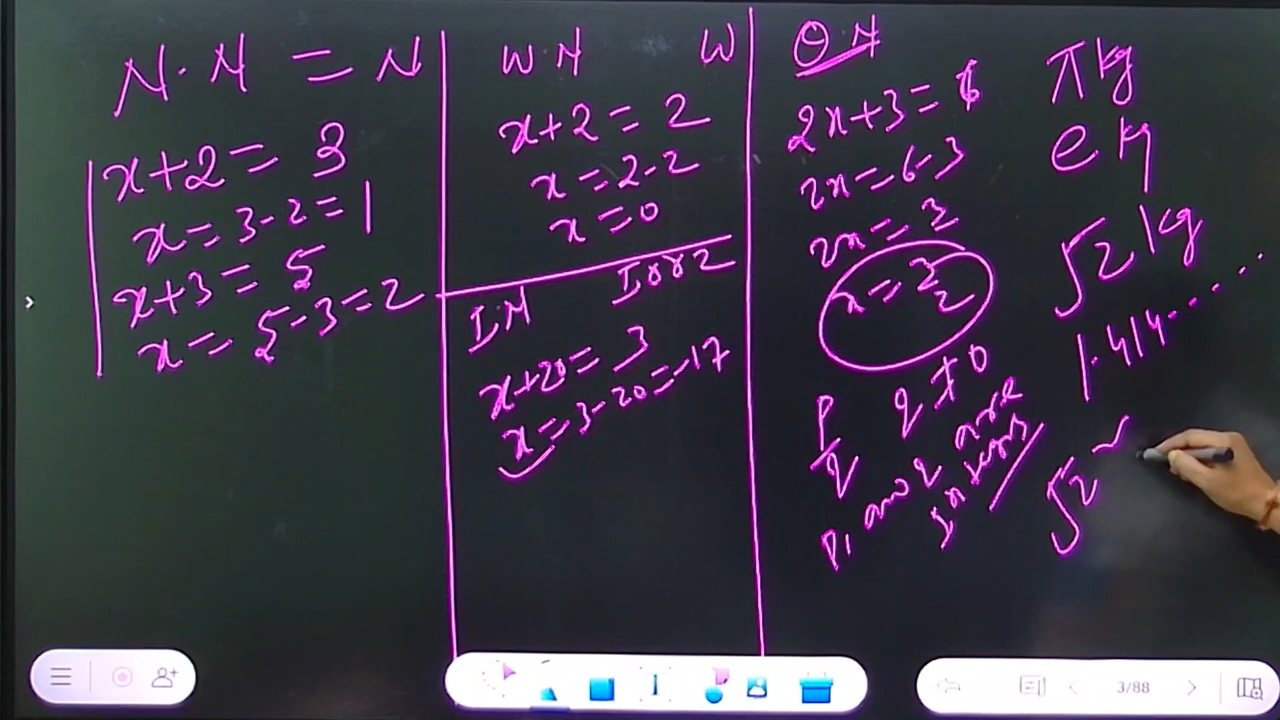 N.N = N
x+2 = 3
x = 3-2 = 1
x+3 = 5
x = 5-3 = 2
W.N W
x+2 = 2
x = 2-2
x = 0
I.N I or Z
x+20 = 3
x = 3-20 = -17
Q.N
2x+3 = 6
2x = 6-3
2x = 3
x = 3/2
p/q q ≠ 0
p, and q are
πkg
e kg
√2 kg
1.414....
√2
3/88